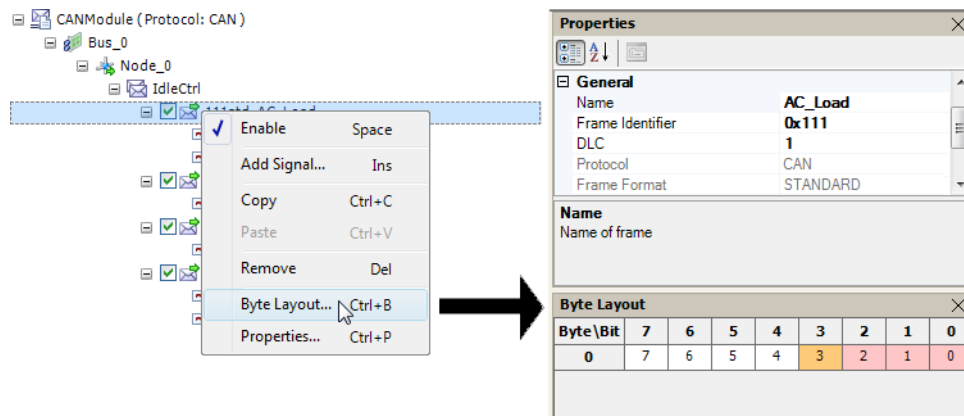 CANModule (Protocol: CAN )
Bus_0
Node_0
IdleCtrl
111std AC_Load
Enable Space
Add Signal... Ins
Copy Ctrl+C
Paste Ctrl+V
Remove Del
Byte Layout... Ctrl+B
Properties... Ctrl+P
Properties
General
Name AC_Load
Frame Identifier 0x111
DLC 1
Protocol CAN
Frame Format STANDARD
Name
Name of frame
Byte Layout
Byte\Bit 7 6 5 4 3 2 1 0
0 7 6 5 4 3 2 1 0